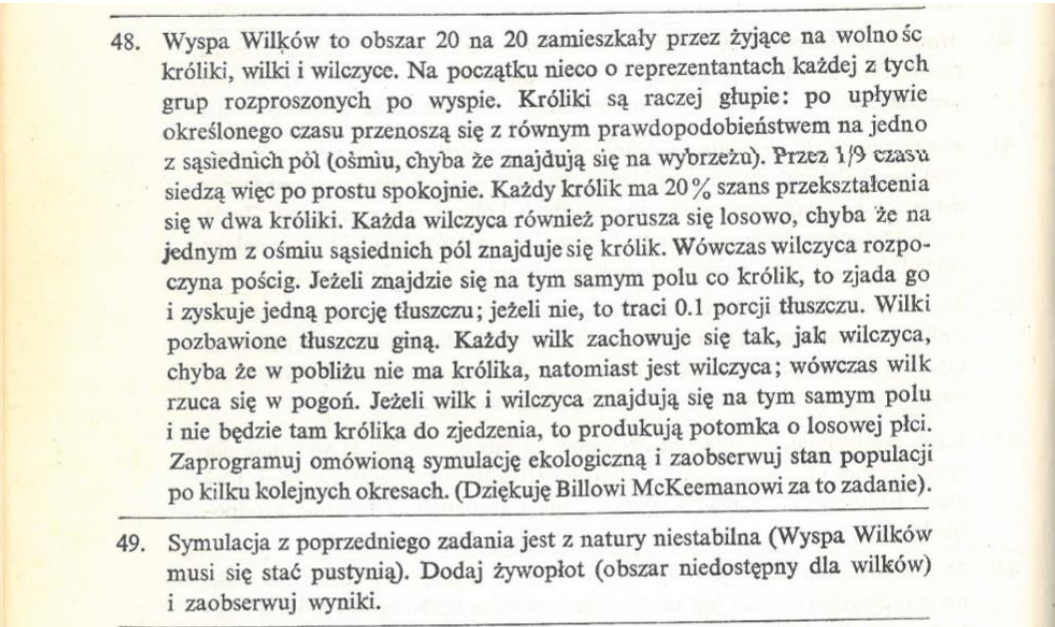 48. Wyspa Wilków to obszar 20 na 20 zamieszkały przez żyjące na wolnośc
króliki, wilki i wilczyce. Na początku nieco o reprezentantach każdej z tych
grup rozproszonych po wyspie. Króliki są raczej głupie: po upływie
określonego czasu przenoszą się z równym prawdopodobieństwem na jedno
z sąsiednich pól (ośmiu, chyba że znajdują się na wybrzeżu). Przez 1/9 czasu
siedzą więc po prostu spokojnie. Każdy królik ma 20% szans przekształcenia
się w dwa króliki. Każda wilczyca również porusza się losowo, chyba że na
jednym z ośmiu sąsiednich pól znajduje się królik. Wówczas wilczyca rozpo-
czyna pościg. Jeżeli znajdzie się na tym samym polu co królik, to zjada go
i zyskuje jedną porcję tłuszczu; jeżeli nie, to traci 0.1 porcji tłuszczu. Wilki
pozbawione tłuszczu giną. Każdy wilk zachowuje się tak, jak wilczyca,
chyba że w pobliżu nie ma królika, natomiast jest wilczyca; wówczas wilk
rzuca się w pogoń. Jeżeli wilk i wilczyca znajdują się na tym samym polu
i nie będzie tam królika do zjedzenia, to produkują potomka o losowej płci.
Zaprogramuj omówioną symulację ekologiczną i zaobserwuj stan populacji
po kilku kolejnych okresach. (Dziękuję Billowi McKeemanowi za to zadanie).
49. Symulacja z poprzedniego zadania jest z natury niestabilna (Wyspa Wilków
musi się stać pustynią). Dodaj żywopłot (obszar niedostępny dla wilków)
i zaobserwuj wyniki.